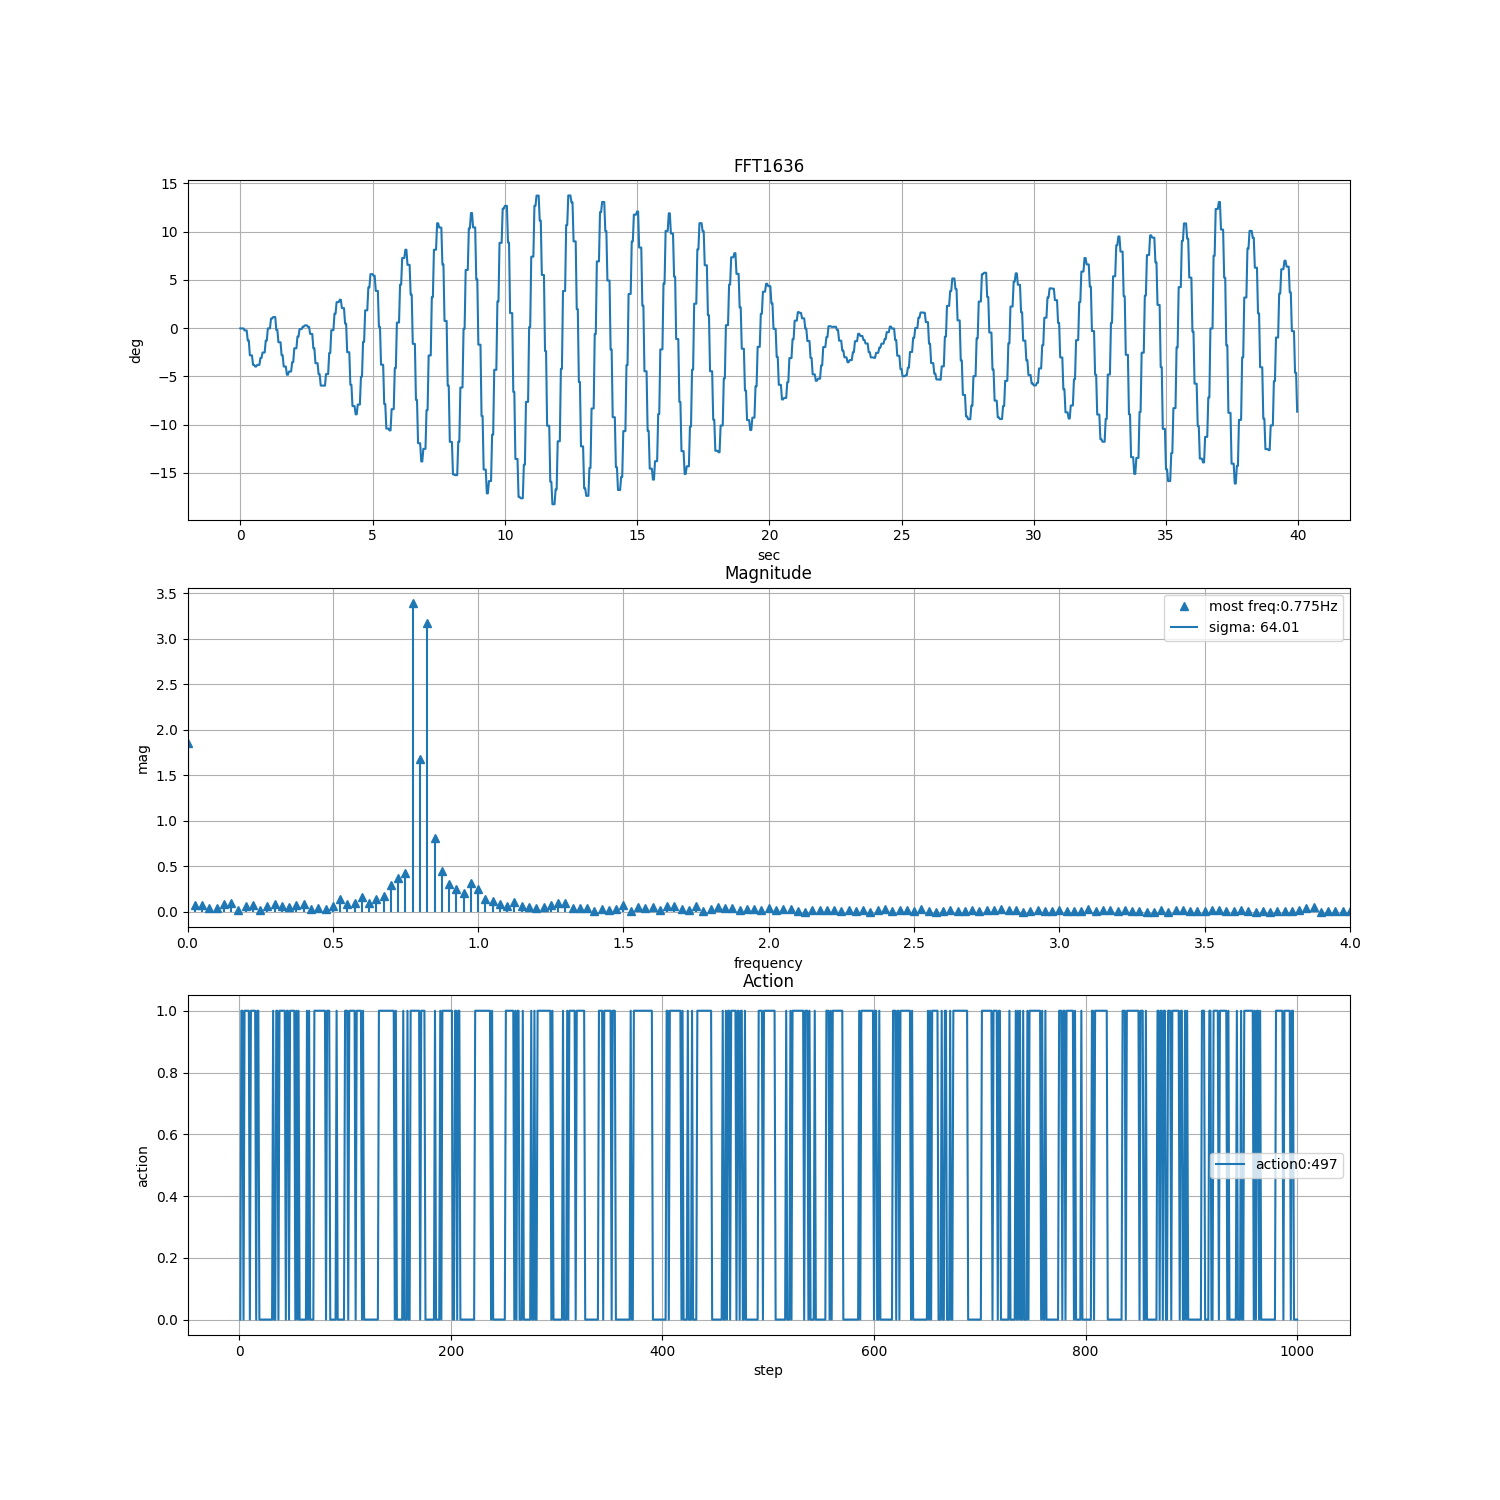 FFT1636
15
10
5
0
−5
−10
−15
deg
0 5 10 15 20 25 30 35 40
sec
Magnitude
3.5
3.0
2.5
2.0
1.5
1.0
0.5
0.0
mag
most freq:0.775Hz
sigma: 64.01
0.0 0.5 1.0 1.5 2.0 2.5 3.0 3.5 4.0
frequency
Action
1.0
0.8
0.6
0.4
0.2
0.0
action
action0:497
0 200 400 600 800 1000
step